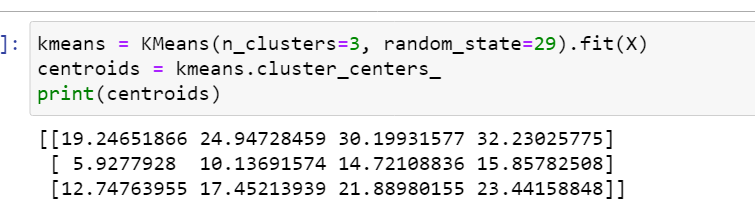 ]: kmeans = KMeans(n_clusters=3, random_state=29).fit(X)
centroids = kmeans.cluster_centers_
print(centroids)
[[19.24651866 24.94728459 30.19931577 32.23025775]
 [ 5.9277928  10.13691574 14.72108836 15.85782508]
 [12.74763955 17.45213939 21.88980155 23.44158848]]